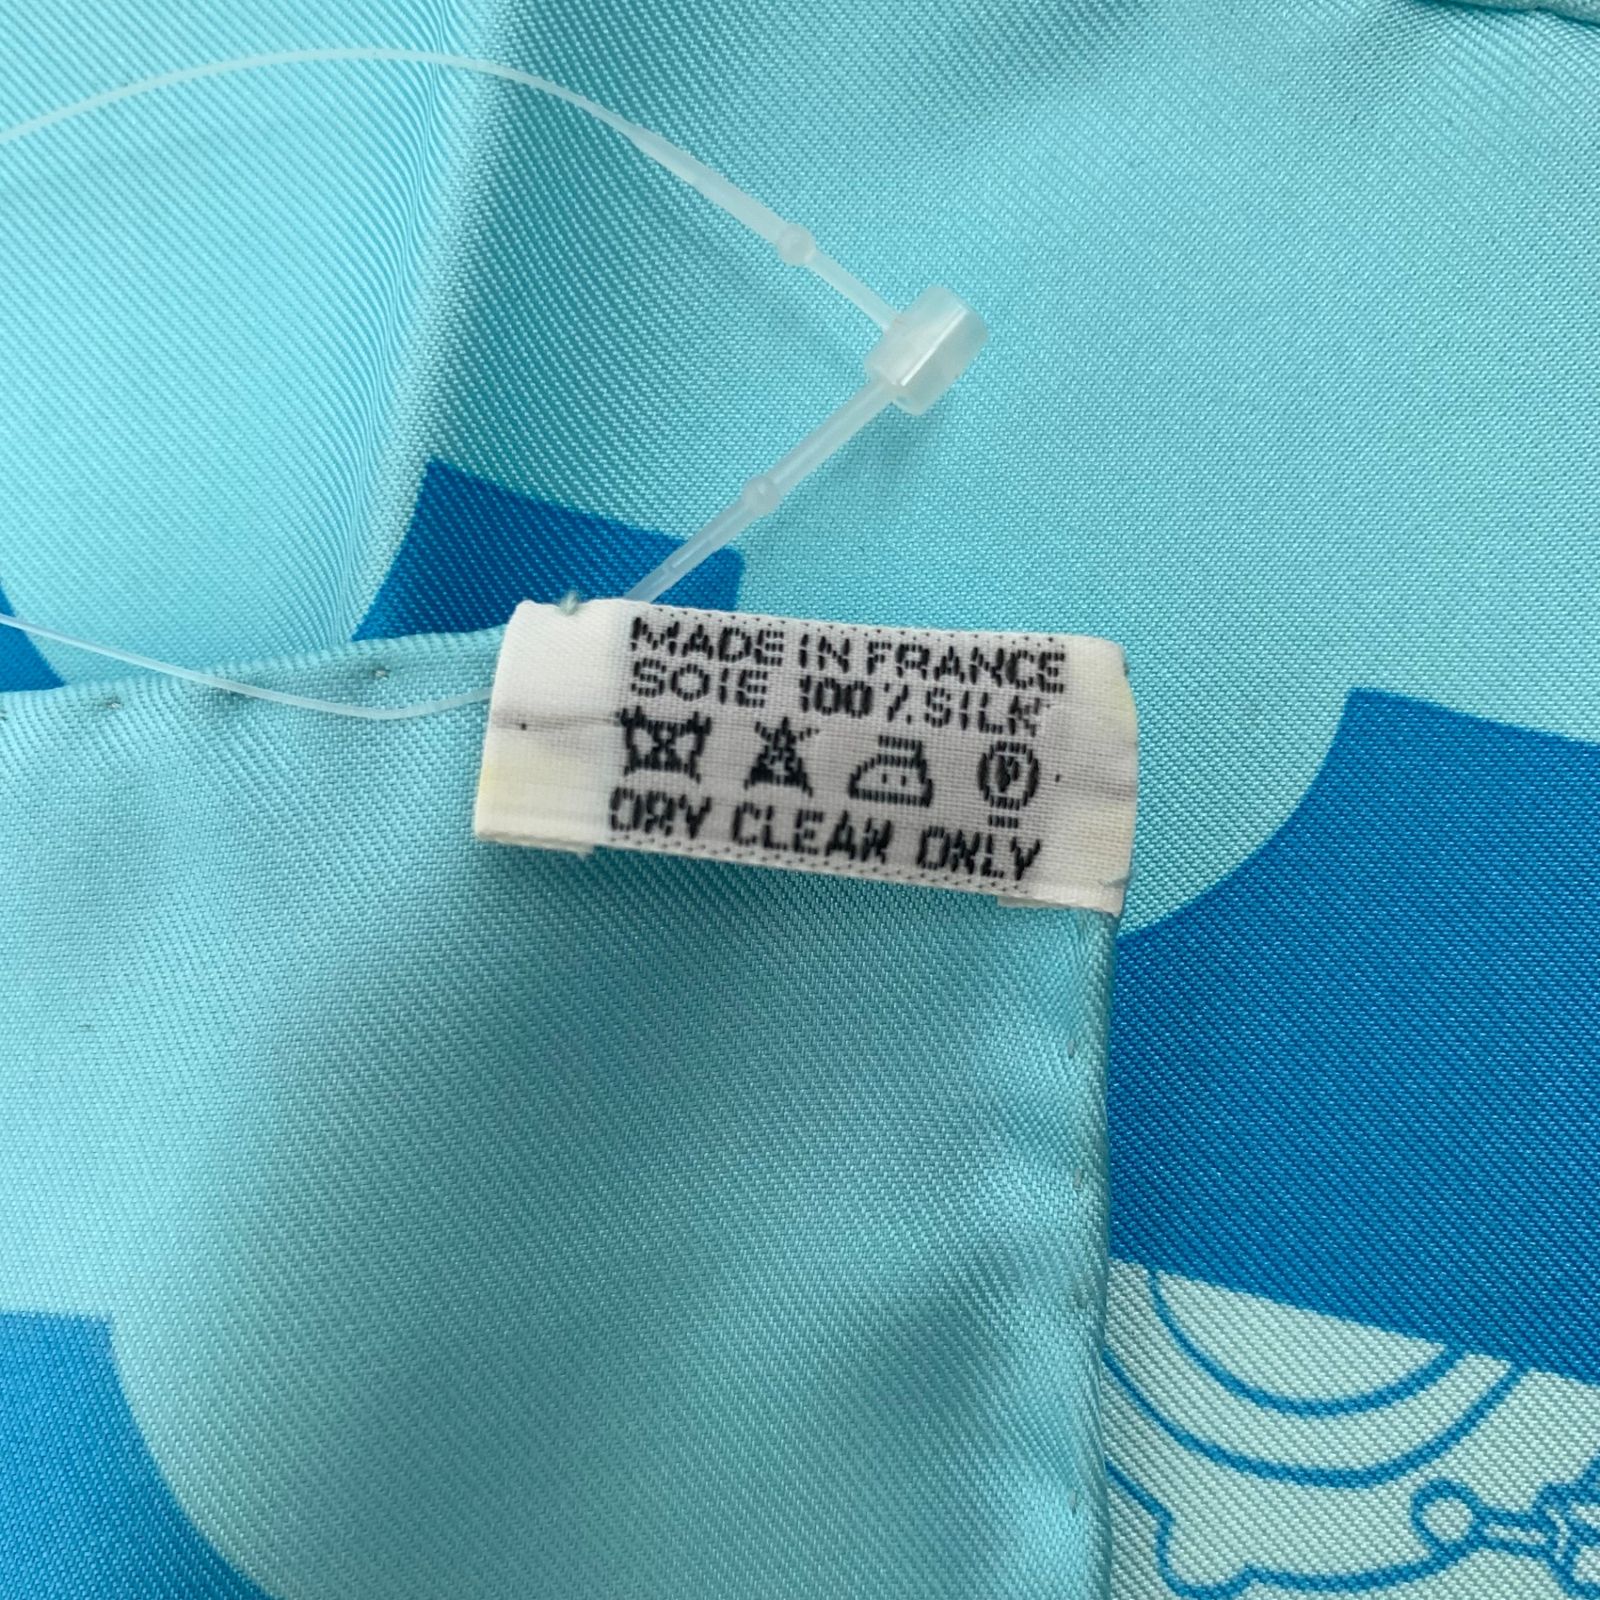 MADE IN FRANCE
SOIE 100% SILK
P
DRY CLEAN ONLY